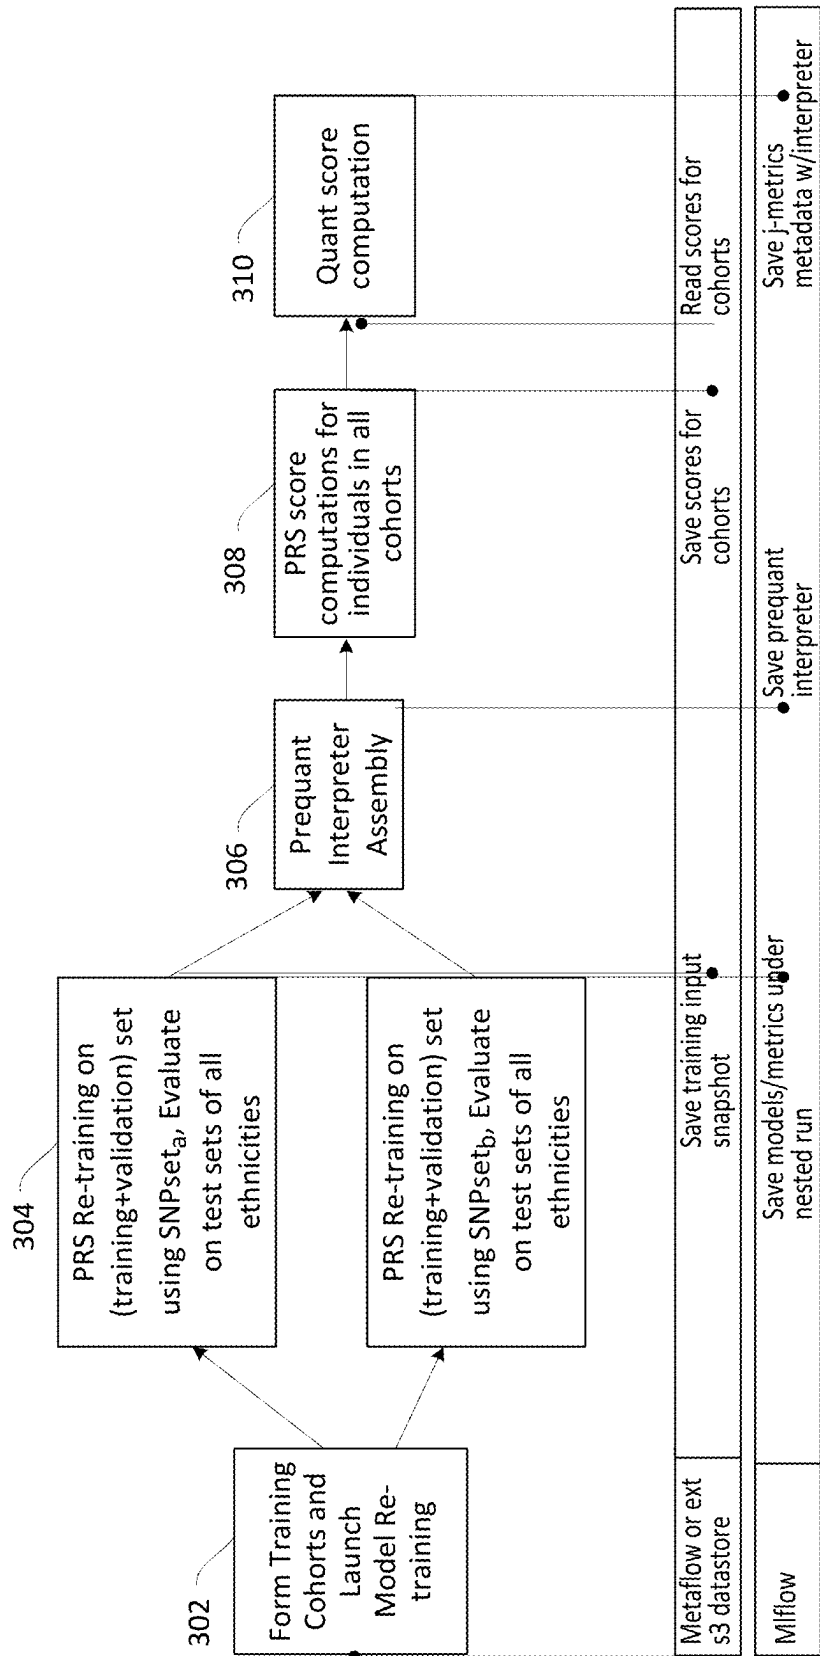 302
Form Training
Cohorts and
Launch
Model Re-
training
304
PRS Re-training on
(training+validation) set
using SNPsetₐ, Evaluate
on test sets of all
ethnicities
PRS Re-training on
(training+validation) set
using SNPset_b, Evaluate
on test sets of all
ethnicities
306
Prequant
Interpreter
Assembly
308
PRS score
computations for
individuals in all
cohorts
310
Quant score
computation
Metaflow or ext
s3 datastore
Save training input
snapshot
Save scores for
cohorts
Read scores for
cohorts
Mlflow
Save models/metrics under
nested run
Save prequant
interpreter
Save j-metrics
metadata w/interpreter